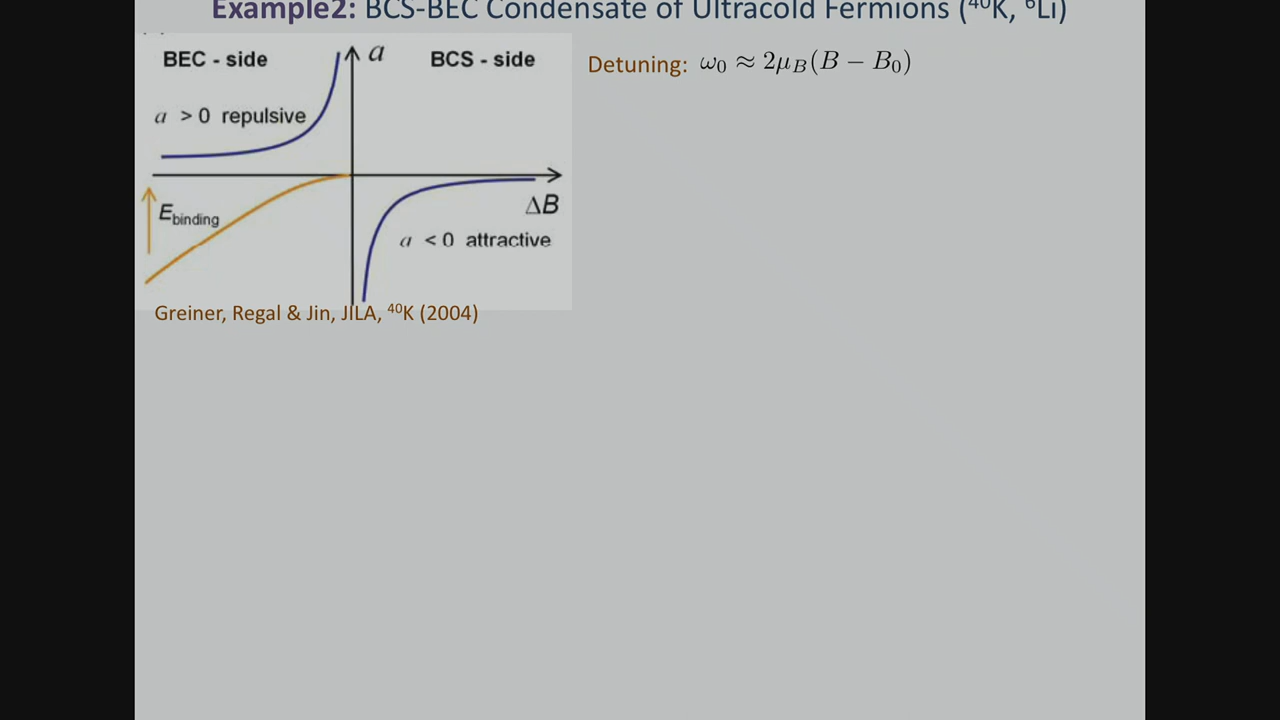 Example2: BCS-BEC Condensate of Ultracold Fermions (⁴⁰K, ⁶Li)
BEC - side
a
BCS - side
Detuning: ω₀ ≈ 2μ_B(B − B₀)
a > 0 repulsive
E_binding
ΔB
a < 0 attractive
Greiner, Regal & Jin, JILA, ⁴⁰K (2004)